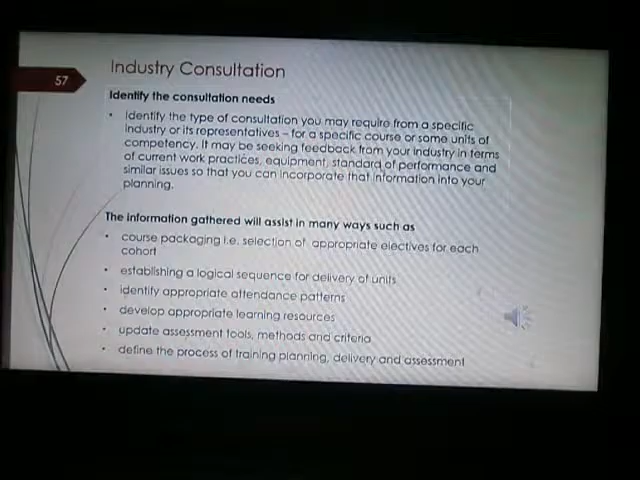 57
Industry Consultation
Identify the consultation needs
• Identify the type of consultation you may require from a specific
industry or its representatives – for a specific course or some units of
competency. It may be seeking feedback from your industry in terms
of current work practices, equipment, standard of performance and
similar issues so that you can incorporate that information into your
planning.
The information gathered will assist in many ways such as
• course packaging i.e. selection of appropriate electives for each
cohort
• establishing a logical sequence for delivery of units
• identify appropriate attendance patterns
• develop appropriate learning resources
• update assessment tools, methods and criteria
• define the process of training planning, delivery and assessment